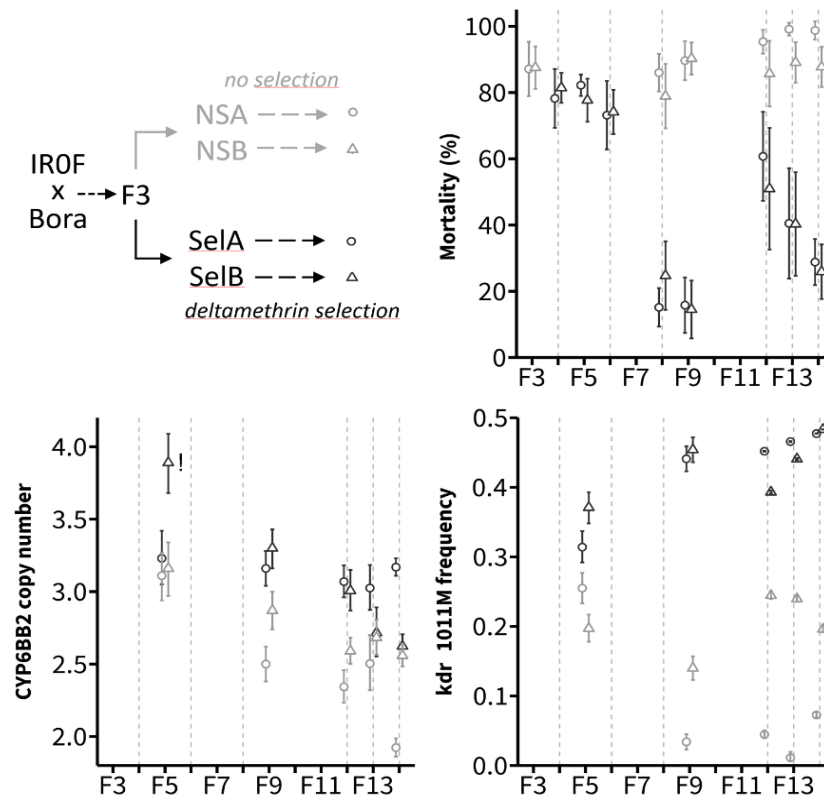 no selection
NSA
NSB
IR0F
x
Bora
F3
SelA
SelB
deltamethrin selection
Mortality (%)
100
80
60
40
20
0
F3 F5 F7 F9 F11 F13
CYP6BB2 copy number
4.0
3.5
3.0
2.5
2.0
!
F3 F5 F7 F9 F11 F13
kdr 1011M frequency
0.5
0.4
0.3
0.2
0.1
0.0
F3 F5 F7 F9 F11 F13